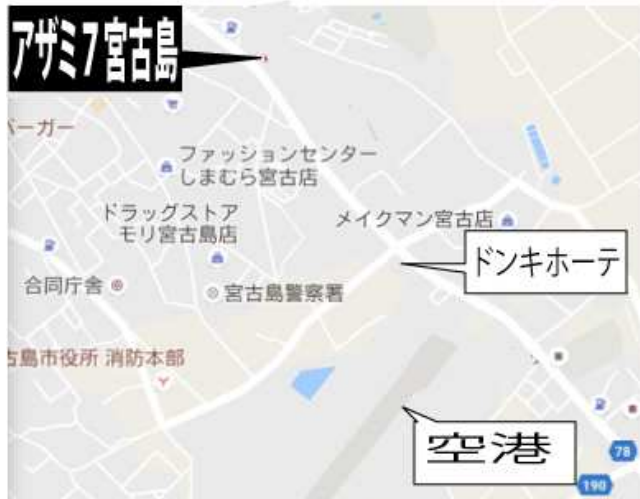 アザミ7宮古島
バーガー
ファッションセンター
しまむら宮古店
ドラッグストア
モリ宮古島店
メイクマン宮古店
ドンキホーテ
合同庁舎
宮古島警察署
古島市役所 消防本部
空港
78
190